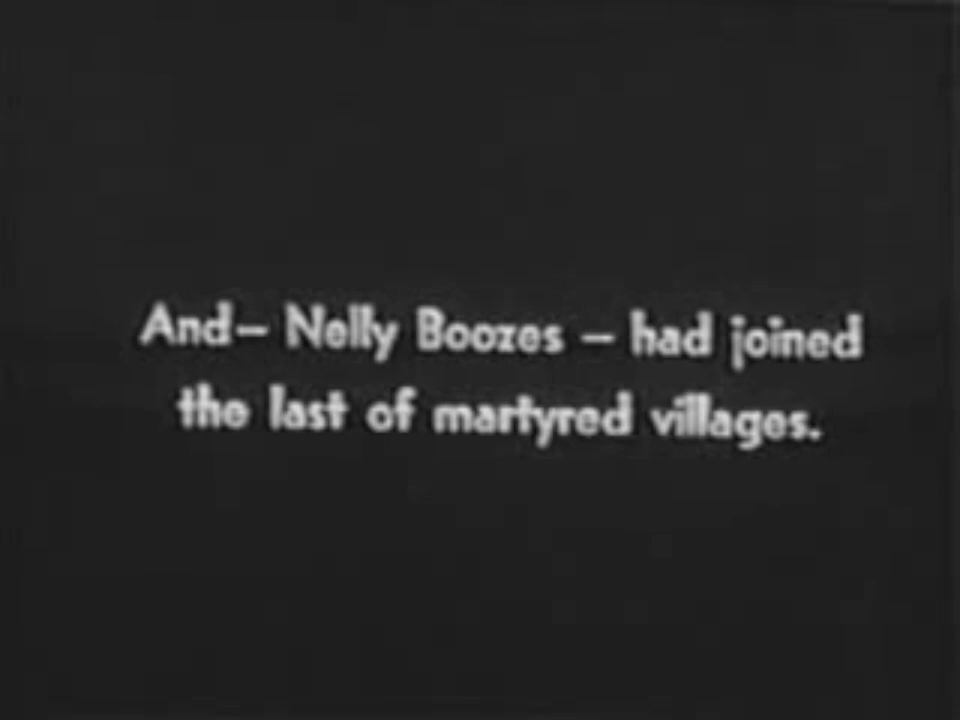 And– Nelly Boozes – had joined
the last of martyred villages.